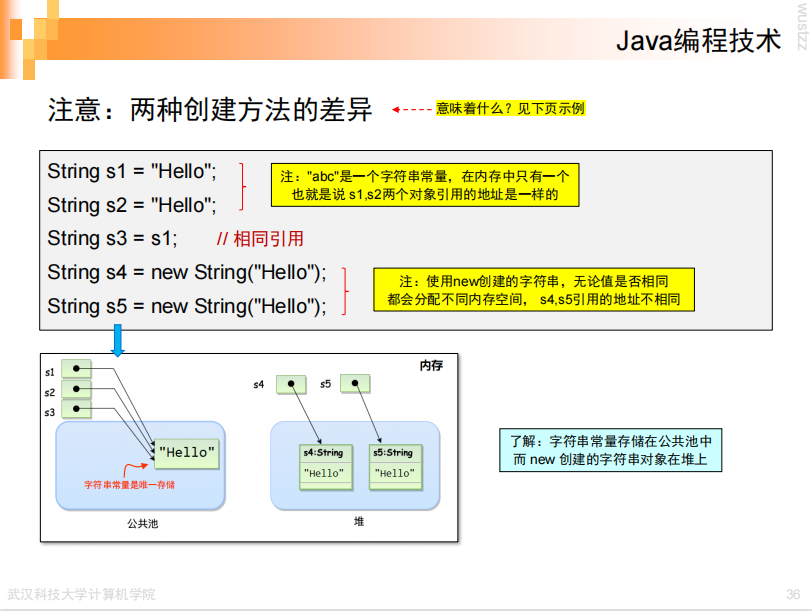 wustzz
Java编程技术
注意：两种创建方法的差异
意味着什么？见下页示例
String s1 = "Hello";
String s2 = "Hello";
注："abc"是一个字符串常量，在内存中只有一个
也就是说 s1,s2两个对象引用的地址是一样的
String s3 = s1; // 相同引用
String s4 = new String("Hello");
String s5 = new String("Hello");
注：使用new创建的字符串，无论值是否相同
都会分配不同内存空间， s4,s5引用的地址不相同
内存
s1
s2
s3
"Hello"
字符串常量是唯一存储
公共池
s4
s5
s4:String
"Hello"
s5:String
"Hello"
堆
了解：字符串常量存储在公共池中
而 new 创建的字符串对象在堆上
武汉科技大学计算机学院
36